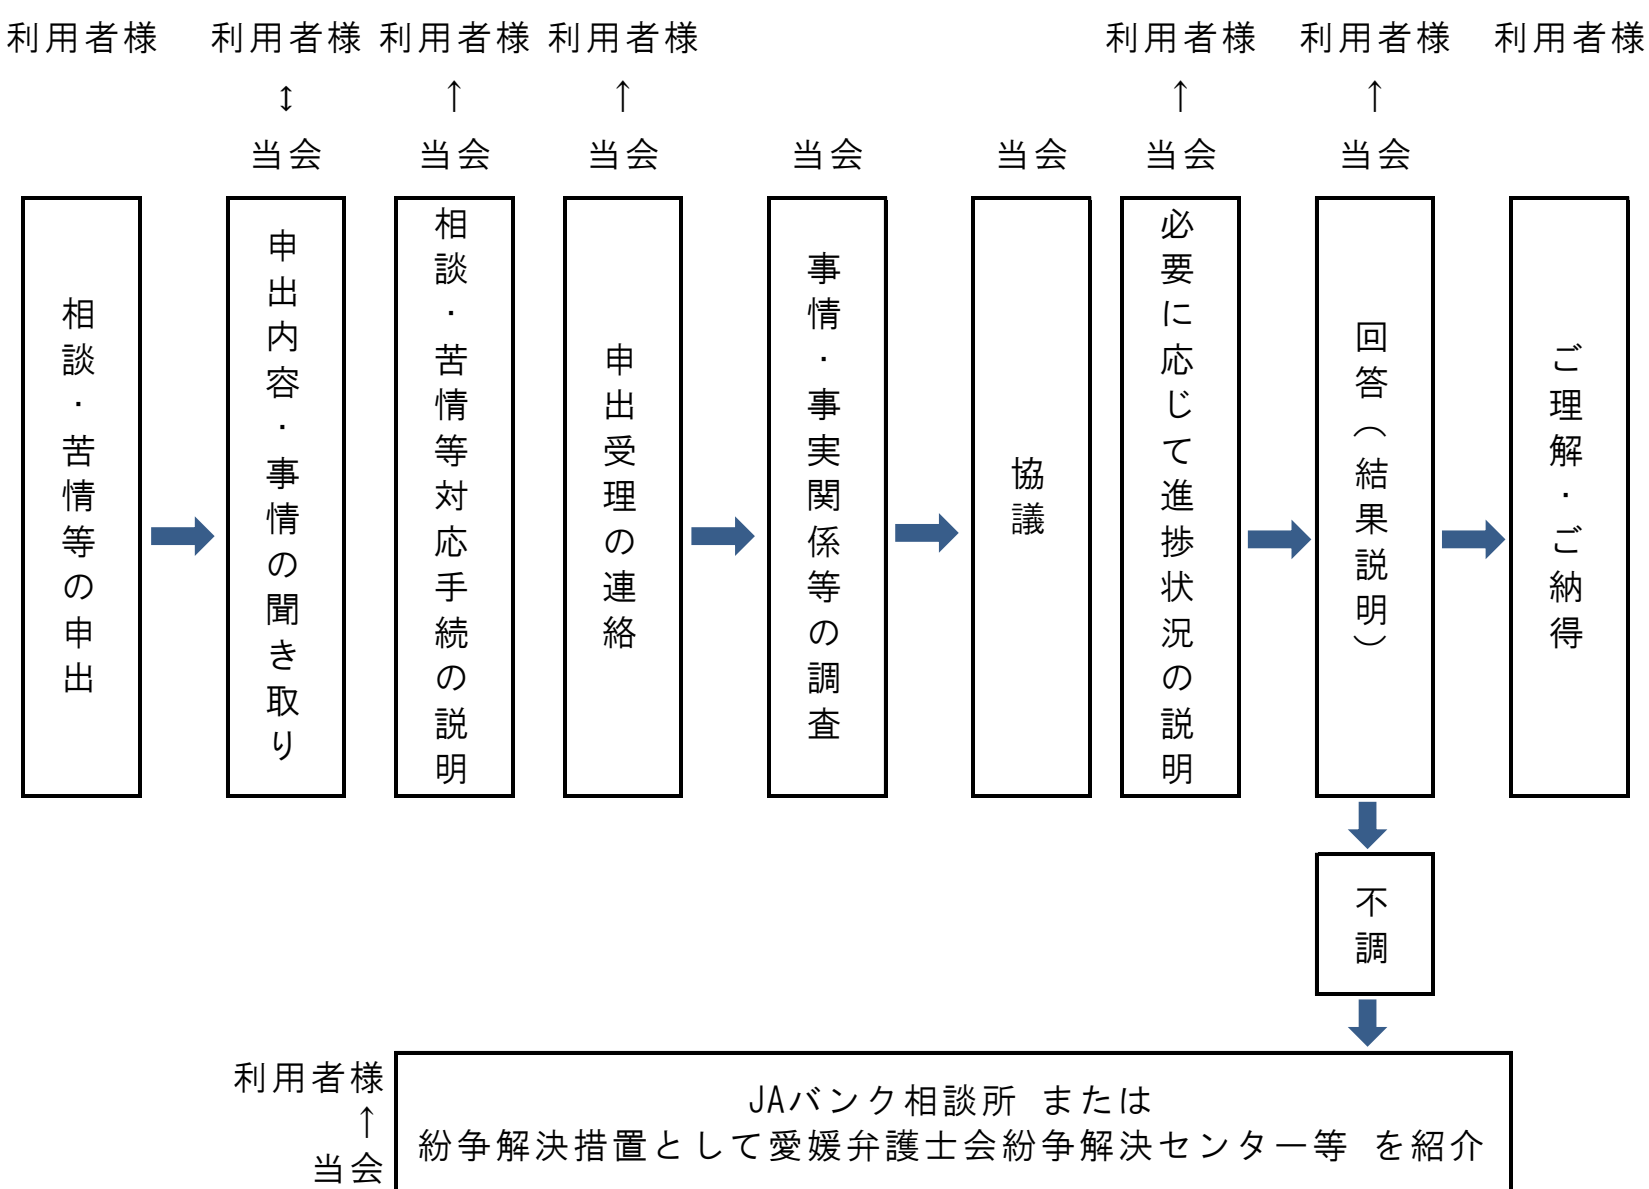 利用者様 利用者様 利用者様 利用者様 利用者様 利用者様 利用者様
↕ ↑ ↑ ↑ ↑
当会 当会 当会 当会 当会 当会 当会
相談・苦情等の申出
申出内容・事情の聞き取り
相談・苦情等対応手続の説明
申出受理の連絡
事情・事実関係等の調査
協議
必要に応じて進捗状況の説明
回答（結果説明）
ご理解・ご納得
不調
利用者様
↑
当会
JAバンク相談所 または
紛争解決措置として愛媛弁護士会紛争解決センター等 を紹介